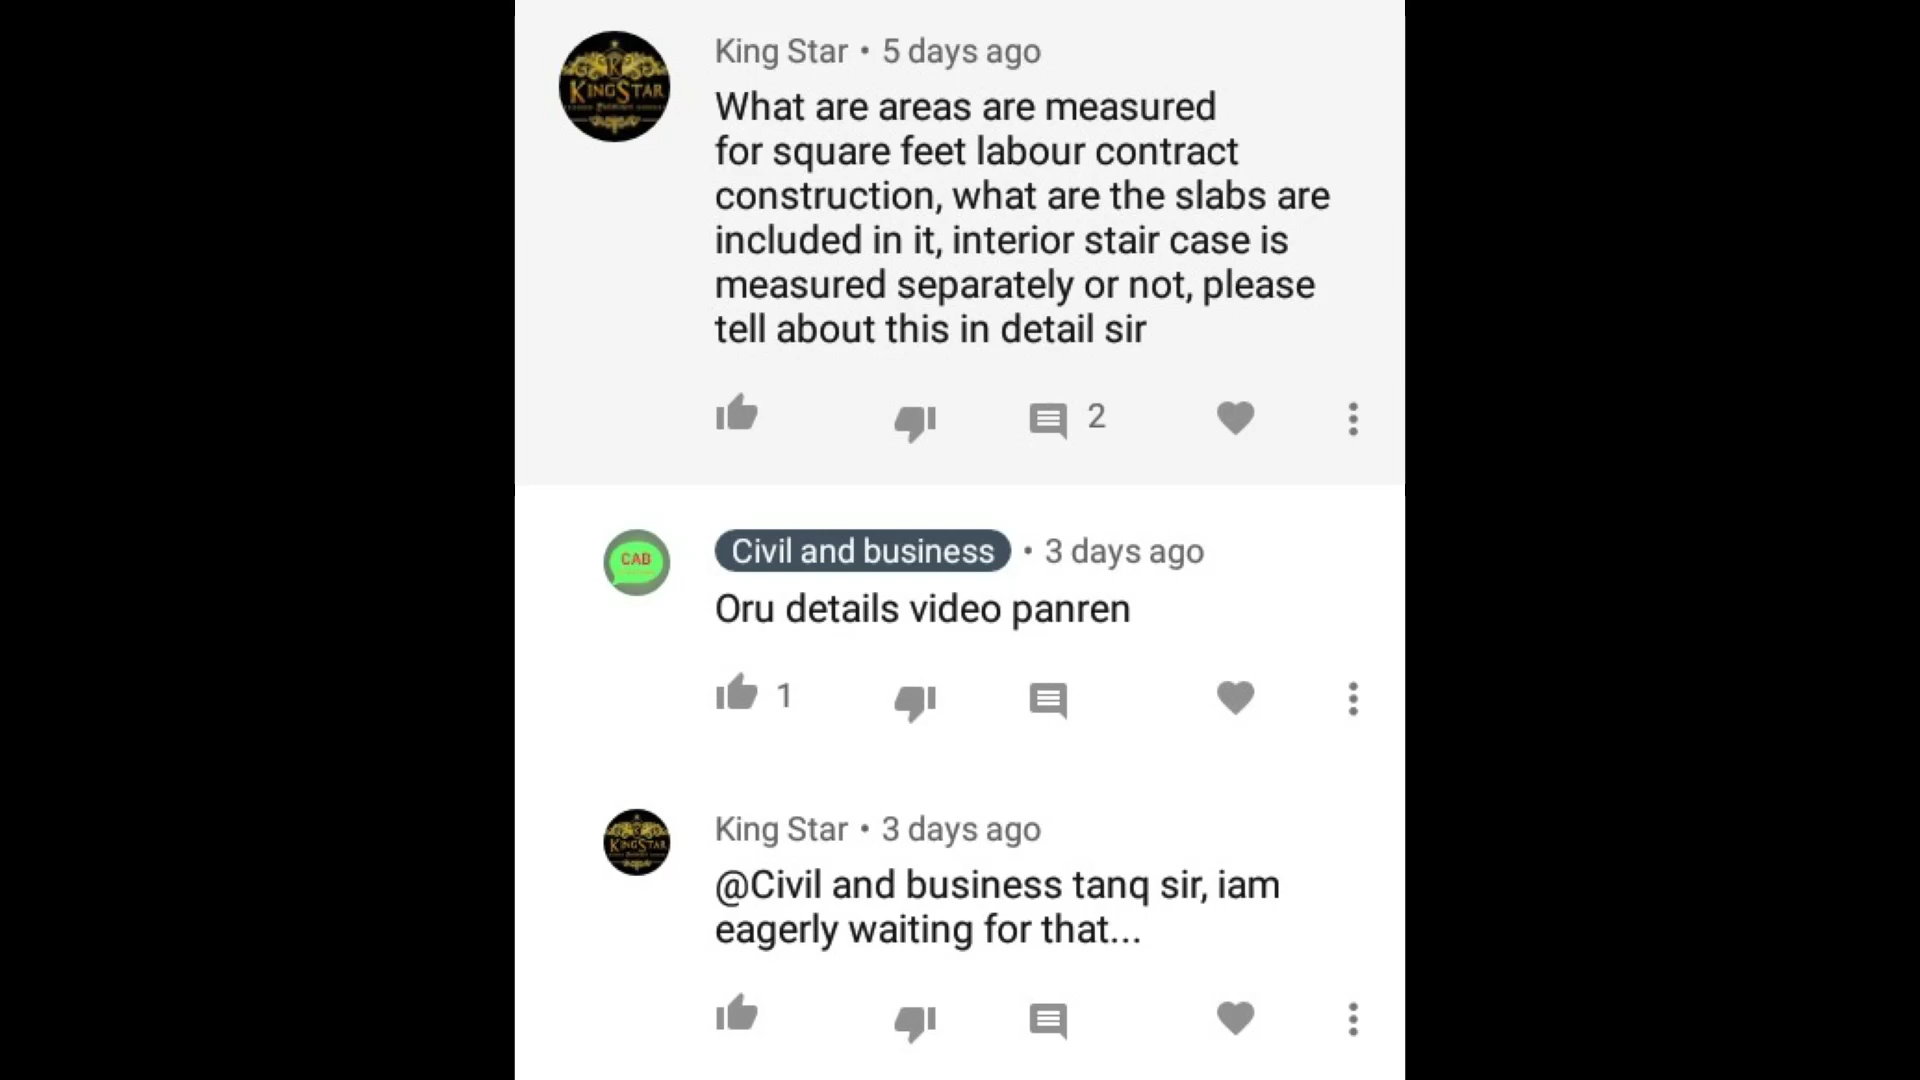 King Star • 5 days ago
KINGSTAR
What are areas are measured
for square feet labour contract
construction, what are the slabs are
included in it, interior stair case is
measured separately or not, please
tell about this in detail sir
2
CAB
Civil and business • 3 days ago
Oru details video panren
1
King Star • 3 days ago
KINGSTAR
@Civil and business tanq sir, iam
eagerly waiting for that...